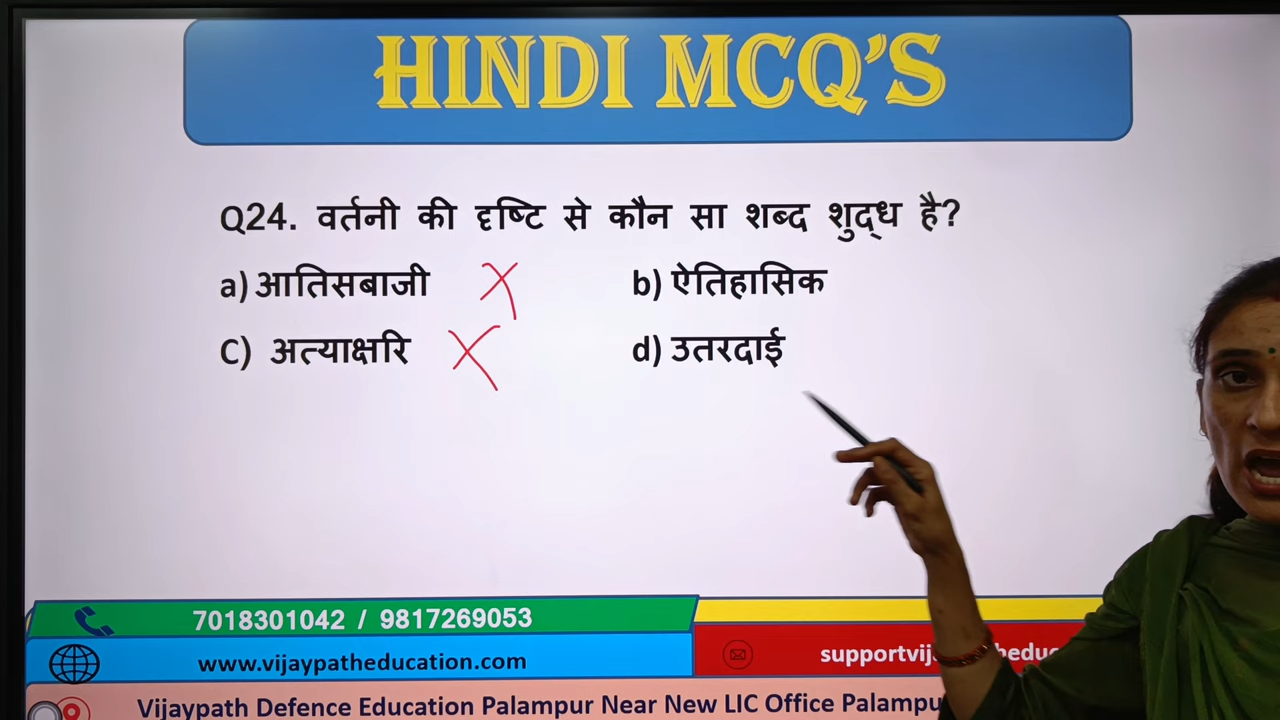 HINDI MCQ'S
Q24. वर्तनी की दृष्टि से कौन सा शब्द शुद्ध है?
a) आतिसबाजी b) ऐतिहासिक
C) अत्याक्षरि d) उतरदाई
7018301042 / 9817269053
www.vijaypatheducation.com
Vijaypath Defence Education Palampur Near New LIC Office